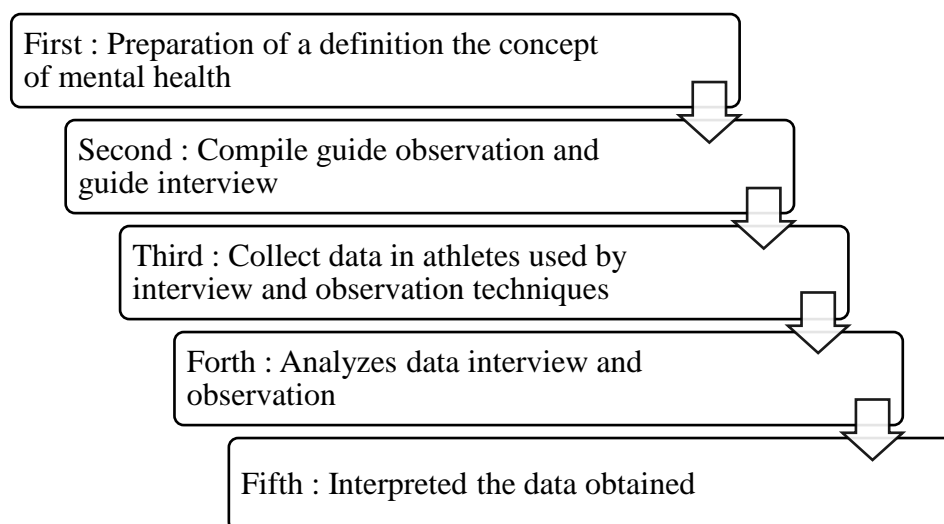 First : Preparation of a definition the concept
of mental health
Second : Compile guide observation and
guide interview
Third : Collect data in athletes used by
interview and observation techniques
Forth : Analyzes data interview and
observation
Fifth : Interpreted the data obtained